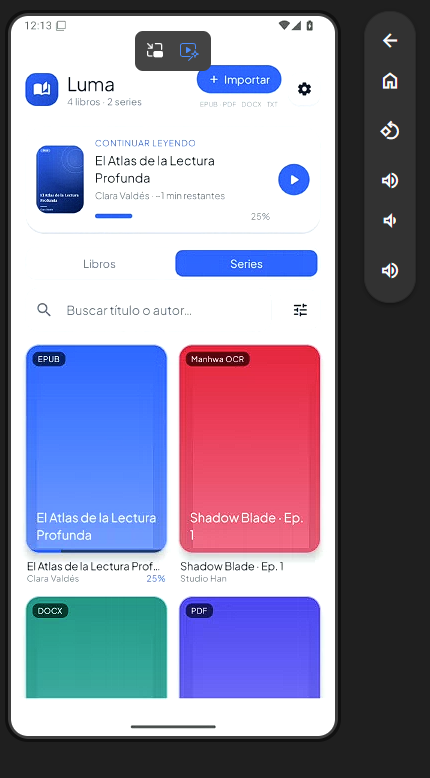 12:13
Luma
4 libros · 2 series
+ Importar
EPUB · PDF · DOCX · TXT
CONTINUAR LEYENDO
El Atlas de la Lectura
Profunda
Clara Valdés · ~1 min restantes
25%
El Atlas de la Lectura
Profunda
Libros
Series
Buscar título o autor...
EPUB
El Atlas de la Lectura
Profunda
El Atlas de la Lectura Prof...
Clara Valdés
25%
Manhwa OCR
Shadow Blade · Ep.
1
Shadow Blade · Ep. 1
Studio Han
DOCX
PDF